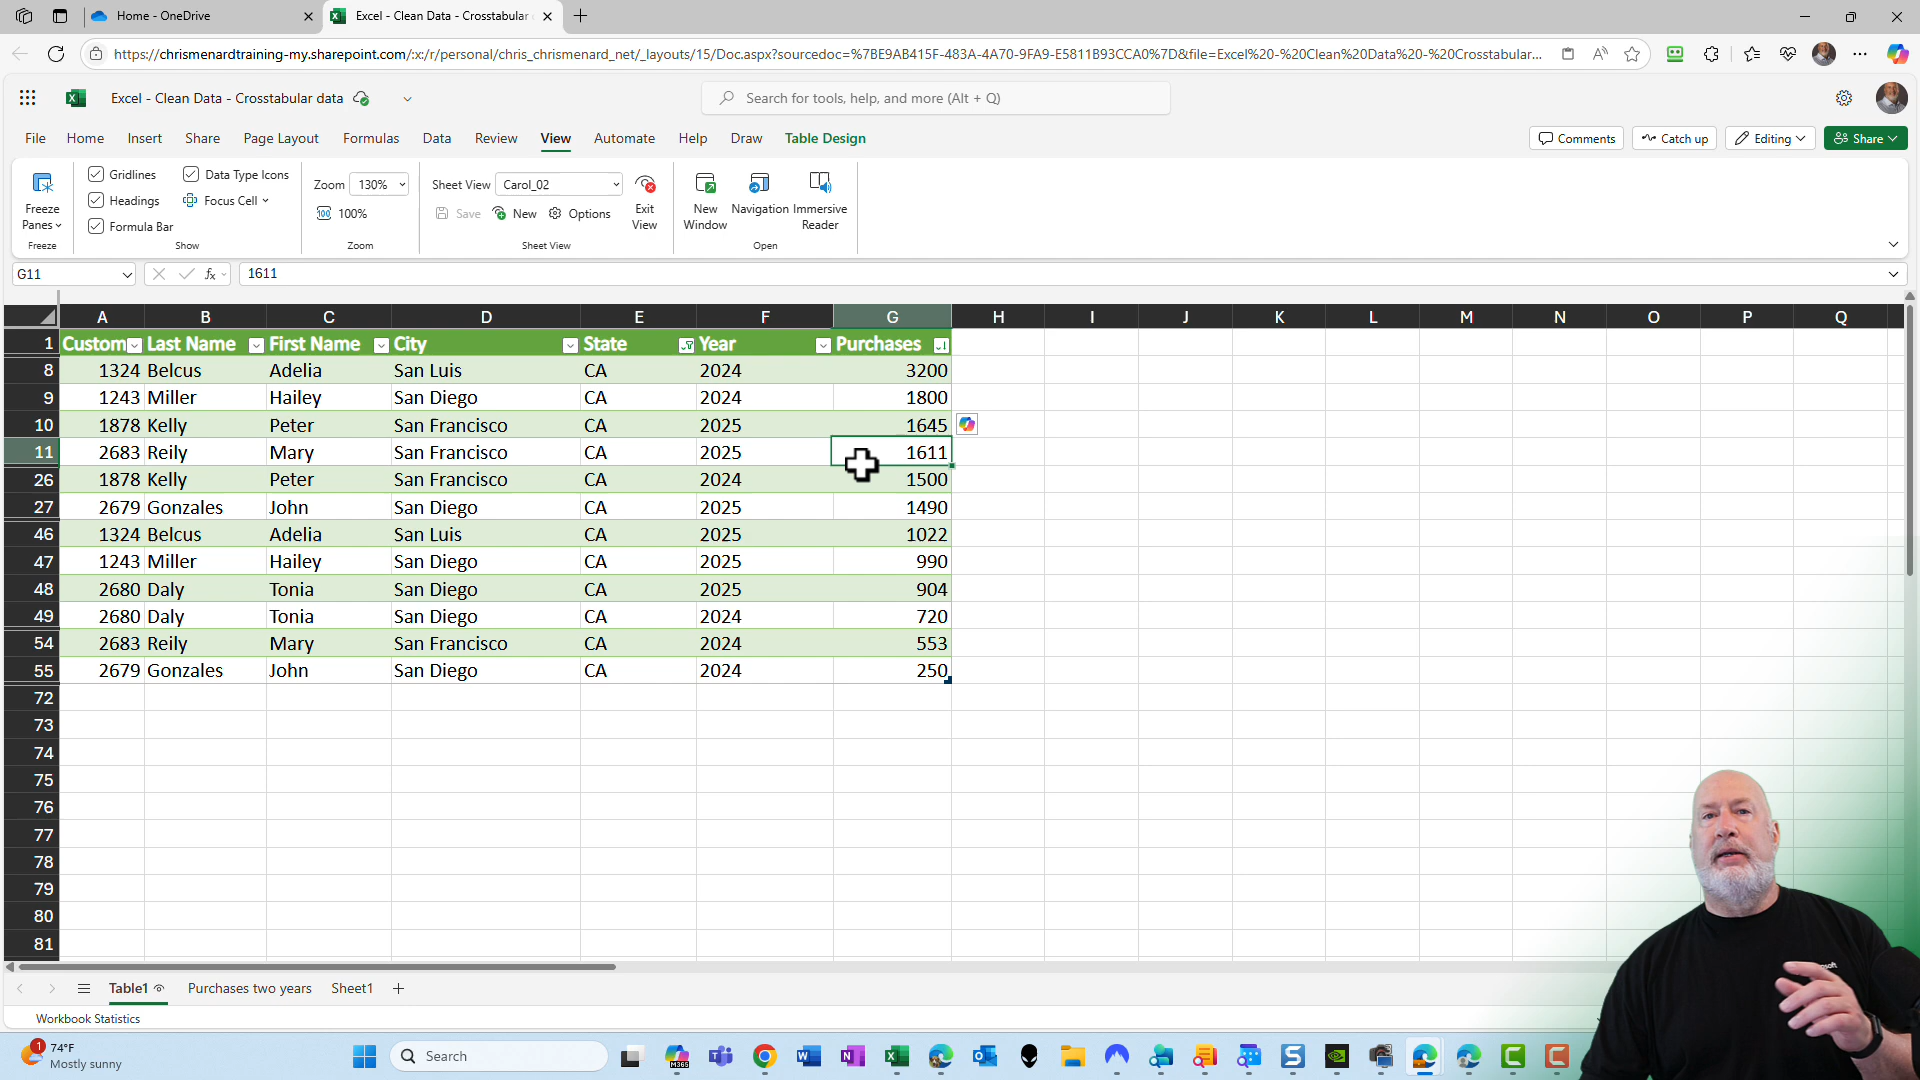 Home - OneDrive
Excel - Clean Data - Crosstabular
https://chrismenardtraining-my.sharepoint.com/:x:/r/personal/chris_chrismenard_net/_layouts/15/Doc.aspx?sourcedoc=%7BE9AB415F-483A-4A70-9FA9-E5811B93CCA0%7D&file=Excel%20-%20Clean%20Data%20-%20Crosstabular...
Excel - Clean Data - Crosstabular data
Search for tools, help, and more (Alt + Q)
File Home Insert Share Page Layout Formulas Data Review View Automate Help Draw Table Design
Comments Catch up Editing Share
Freeze Panes
Freeze
Gridlines Data Type Icons
Headings Focus Cell
Formula Bar
Show
Zoom 130%
100%
Zoom
Sheet View Carol_02
Save New Options
Exit View
Sheet View
New Window
Navigation
Immersive Reader
Open
G11 fx 1611
A B C D E F G H I J K L M N O P Q
1 Custom Last Name First Name City State Year Purchases
8 1324 Belcus Adelia San Luis CA 2024 3200
9 1243 Miller Hailey San Diego CA 2024 1800
10 1878 Kelly Peter San Francisco CA 2025 1645
11 2683 Reily Mary San Francisco CA 2025 1611
26 1878 Kelly Peter San Francisco CA 2024 1500
27 2679 Gonzales John San Diego CA 2025 1490
46 1324 Belcus Adelia San Luis CA 2025 1022
47 1243 Miller Hailey San Diego CA 2025 990
48 2680 Daly Tonia San Diego CA 2025 904
49 2680 Daly Tonia San Diego CA 2024 720
54 2683 Reily Mary San Francisco CA 2024 553
55 2679 Gonzales John San Diego CA 2024 250
72
73
74
75
76
77
78
79
80
81
Table1 Purchases two years Sheet1
Workbook Statistics
1 74°F
Mostly sunny
Search
M365